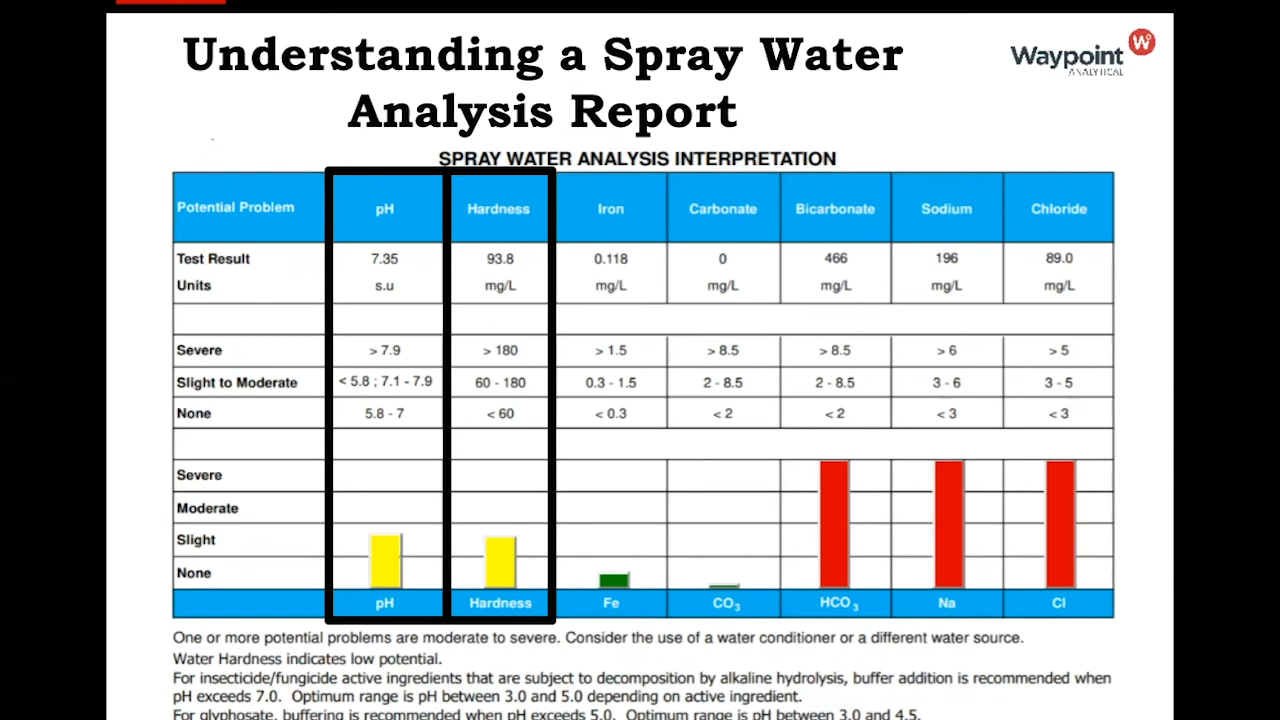 Understanding a Spray Water
Analysis Report
Waypoint
ANALYTICAL
SPRAY WATER ANALYSIS INTERPRETATION
Potential Problem pH Hardness Iron Carbonate Bicarbonate Sodium Chloride
Test Result 7.35 93.8 0.118 0 466 196 89.0
Units s.u mg/L mg/L mg/L mg/L mg/L mg/L
Severe > 7.9 > 180 > 1.5 > 8.5 > 8.5 > 6 > 5
Slight to Moderate < 5.8 ; 7.1 - 7.9 60 - 180 0.3 - 1.5 2 - 8.5 2 - 8.5 3 - 6 3 - 5
None 5.8 - 7 < 60 < 0.3 < 2 < 2 < 3 < 3
Severe
Moderate
Slight
None
pH Hardness Fe CO3 HCO3 Na Cl
One or more potential problems are moderate to severe. Consider the use of a water conditioner or a different water source.
Water Hardness indicates low potential.
For insecticide/fungicide active ingredients that are subject to decomposition by alkaline hydrolysis, buffer addition is recommended when
pH exceeds 7.0. Optimum range is pH between 3.0 and 5.0 depending on active ingredient.
For glyphosate, buffering is recommended when pH exceeds 5.0. Optimum range is pH between 3.0 and 4.5.